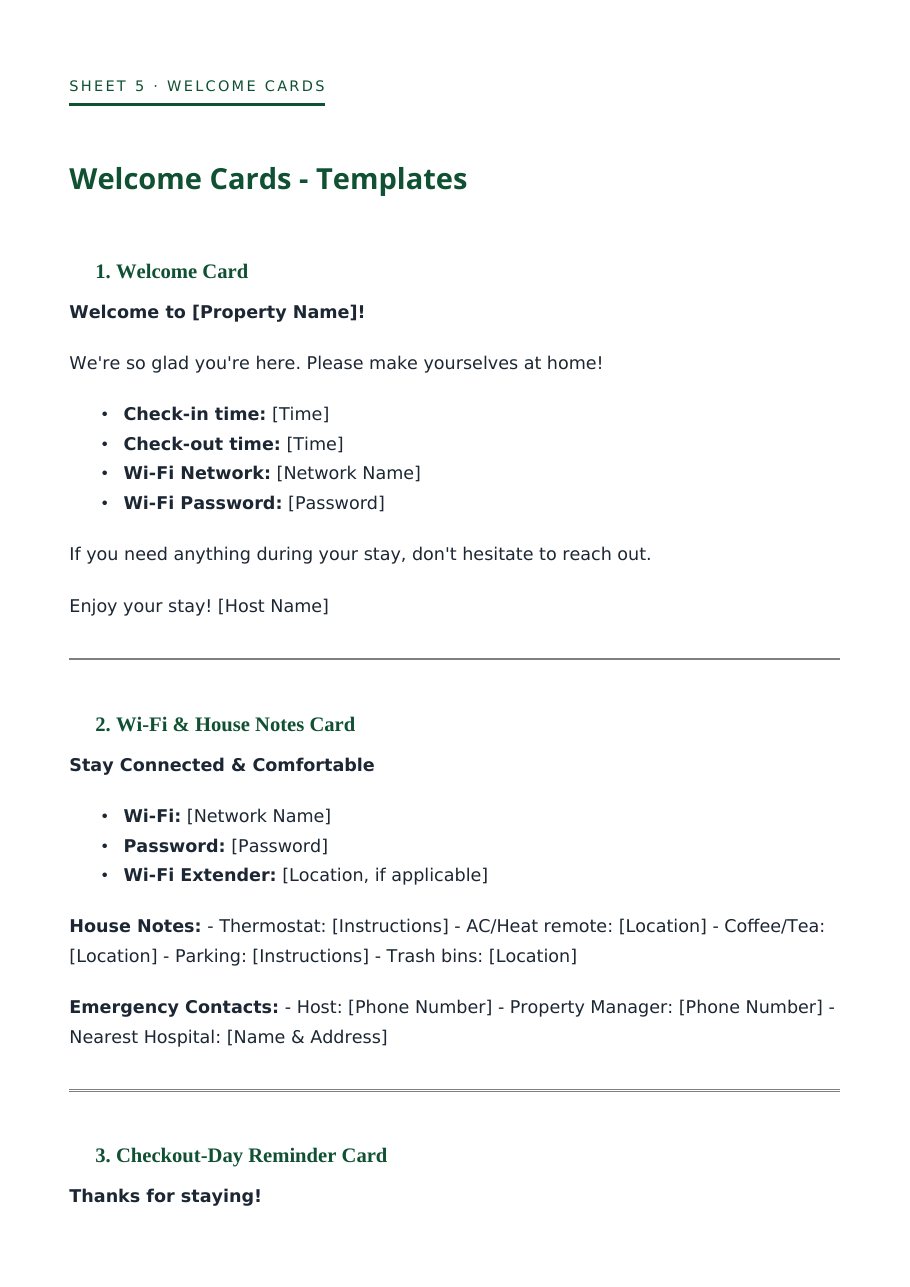 SHEET 5 · WELCOME CARDS
Welcome Cards - Templates
1. Welcome Card
Welcome to [Property Name]!
We're so glad you're here. Please make yourselves at home!
• Check-in time: [Time]
• Check-out time: [Time]
• Wi-Fi Network: [Network Name]
• Wi-Fi Password: [Password]
If you need anything during your stay, don't hesitate to reach out.
Enjoy your stay! [Host Name]
2. Wi-Fi & House Notes Card
Stay Connected & Comfortable
• Wi-Fi: [Network Name]
• Password: [Password]
• Wi-Fi Extender: [Location, if applicable]
House Notes: - Thermostat: [Instructions] - AC/Heat remote: [Location] - Coffee/Tea:
[Location] - Parking: [Instructions] - Trash bins: [Location]
Emergency Contacts: - Host: [Phone Number] - Property Manager: [Phone Number] -
Nearest Hospital: [Name & Address]
3. Checkout-Day Reminder Card
Thanks for staying!